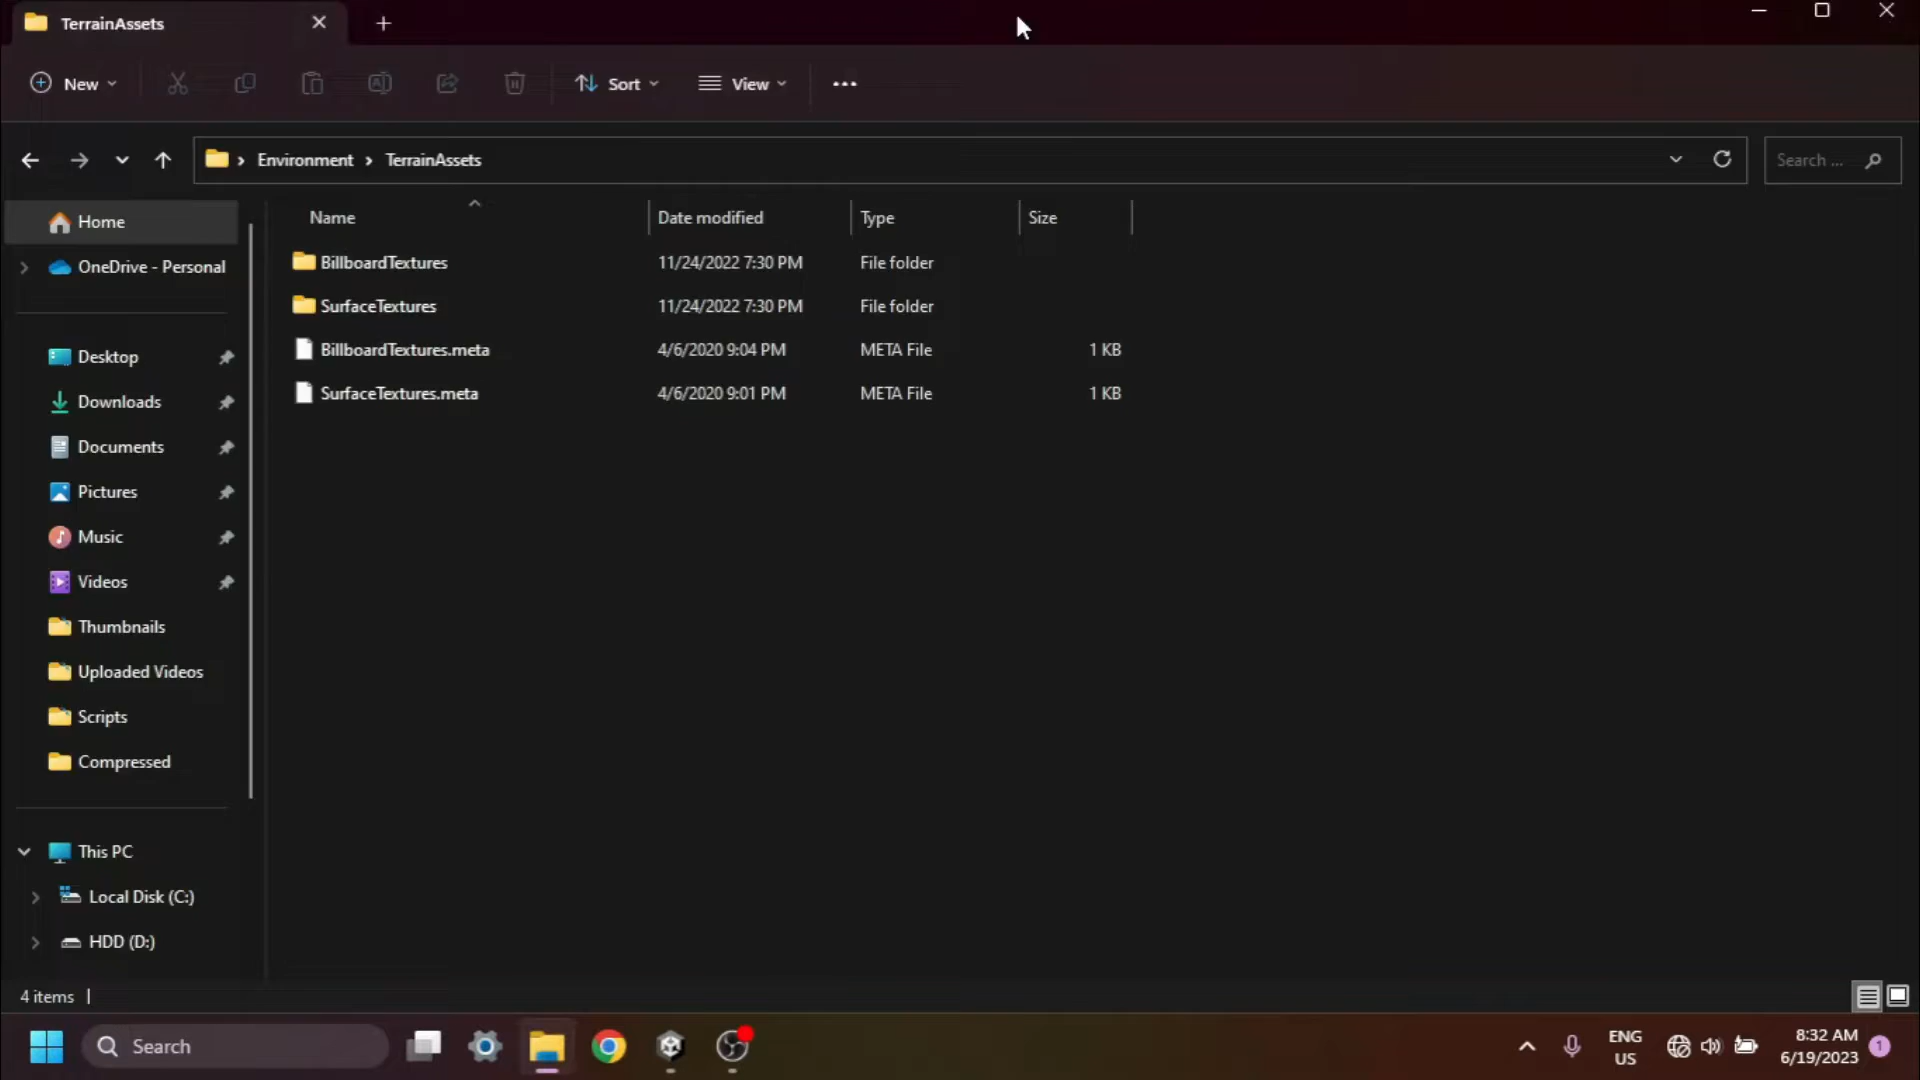 TerrainAssets
New
Sort
View
Environment
TerrainAssets
Search ...
Home
OneDrive - Personal
Desktop
Downloads
Documents
Pictures
Music
Videos
Thumbnails
Uploaded Videos
Scripts
Compressed
This PC
Local Disk (C:)
HDD (D:)
Name Date modified Type Size
BillboardTextures 11/24/2022 7:30 PM File folder
SurfaceTextures 11/24/2022 7:30 PM File folder
BillboardTextures.meta 4/6/2020 9:04 PM META File 1 KB
SurfaceTextures.meta 4/6/2020 9:01 PM META File 1 KB
4 items
Search
ENG
US
8:32 AM
6/19/2023
1